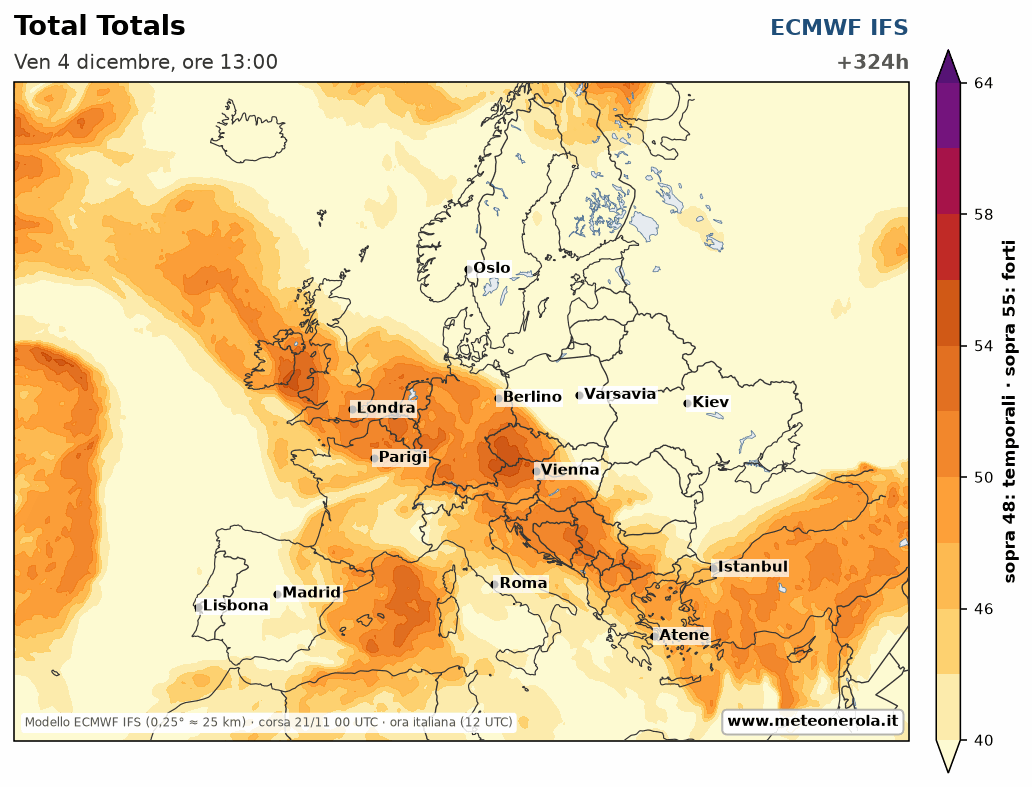 Total Totals
ECMWF IFS
Ven 4 dicembre, ore 13:00
+324h
64
58
54
50
46
40
sopra 48: temporali · sopra 55: forti
Oslo
Berlino
Varsavia
Kiev
Londra
Parigi
Vienna
Istanbul
Roma
Madrid
Lisbona
Atene
Modello ECMWF IFS (0,25° ≈ 25 km) · corsa 21/11 00 UTC · ora italiana (12 UTC)
www.meteonerola.it